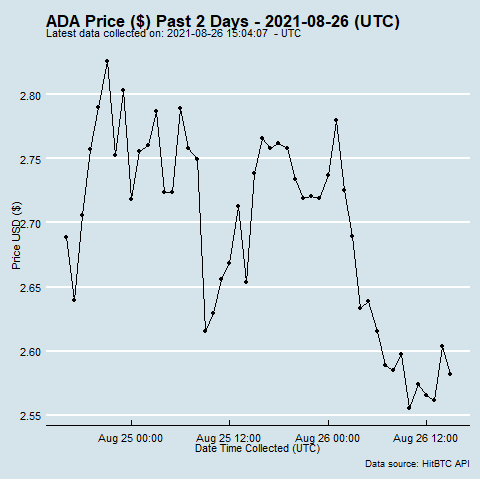 ADA Price ($) Past 2 Days - 2021-08-26 (UTC)
Latest data collected on: 2021-08-26 15:04:07  - UTC
Price USD ($)
2.80
2.75
2.70
2.65
2.60
2.55
Aug 25 00:00 Aug 25 12:00 Aug 26 00:00 Aug 26 12:00
Date Time Collected (UTC)
Data source: HitBTC API